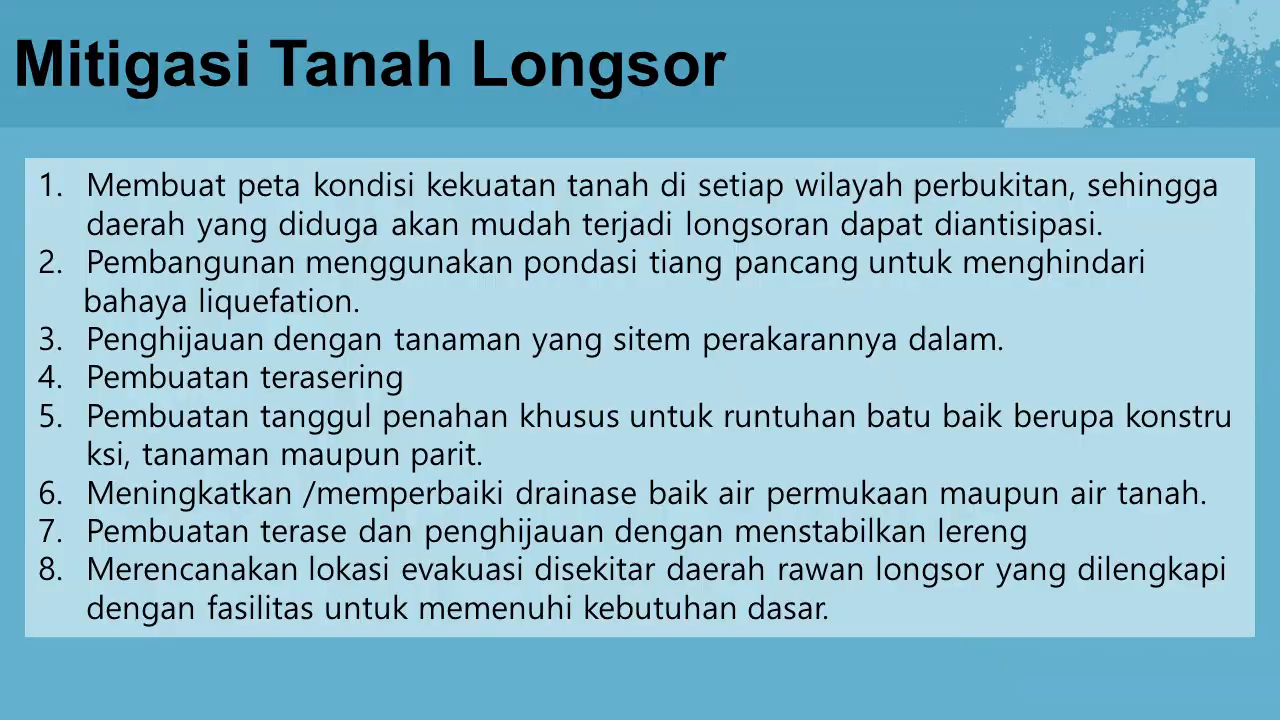 Mitigasi Tanah Longsor
1. Membuat peta kondisi kekuatan tanah di setiap wilayah perbukitan, sehingga
daerah yang diduga akan mudah terjadi longsoran dapat diantisipasi.
2. Pembangunan menggunakan pondasi tiang pancang untuk menghindari
bahaya liquefation.
3. Penghijauan dengan tanaman yang sitem perakarannya dalam.
4. Pembuatan terasering
5. Pembuatan tanggul penahan khusus untuk runtuhan batu baik berupa konstru
ksi, tanaman maupun parit.
6. Meningkatkan /memperbaiki drainase baik air permukaan maupun air tanah.
7. Pembuatan terase dan penghijauan dengan menstabilkan lereng
8. Merencanakan lokasi evakuasi disekitar daerah rawan longsor yang dilengkapi
dengan fasilitas untuk memenuhi kebutuhan dasar.